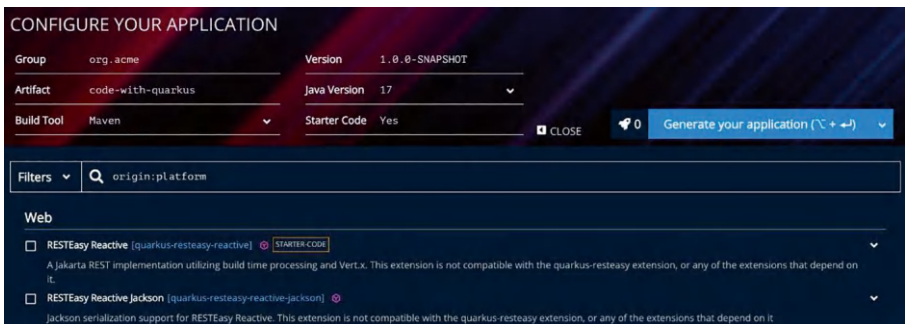 CONFIGURE YOUR APPLICATION
Group org.acme Version 1.0.0-SNAPSHOT
Artifact code-with-quarkus Java Version 17
Build Tool Maven Starter Code Yes
CLOSE 0 Generate your application (⌥ + ⏎)
Filters origin:platform
Web
RESTEasy Reactive [quarkus-resteasy-reactive] STARTER-CODE
A Jakarta REST implementation utilizing build time processing and Vert.x. This extension is not compatible with the quarkus-resteasy extension, or any of the extensions that depend on
it.
RESTEasy Reactive Jackson [quarkus-resteasy-reactive-jackson]
Jackson serialization support for RESTEasy Reactive. This extension is not compatible with the quarkus-resteasy extension, or any of the extensions that depend on it